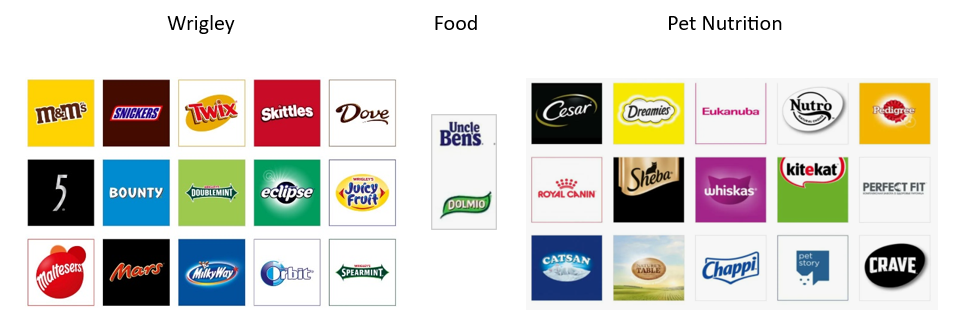 Wrigley
Food
Pet Nutrition
m&m's
SNICKERS
Twix
Skittles
Dove
5
BOUNTY
WRIGLEY'S
DOUBLEMINT
eclipse
WRIGLEY'S
Juicy
Fruit
Maltesers
Mars
MilkyWay
Orbit
WRIGLEY'S
SPEARMINT
Uncle
Ben's
DOLMIO
Cesar
Dreamies
Eukanuba
Nutro
Pedigree
ROYAL CANIN
Sheba
whiskas
kitekat
PERFECT FIT
CATSAN
NATURE'S
TABLE
Chappi
pet
story
CRAVE